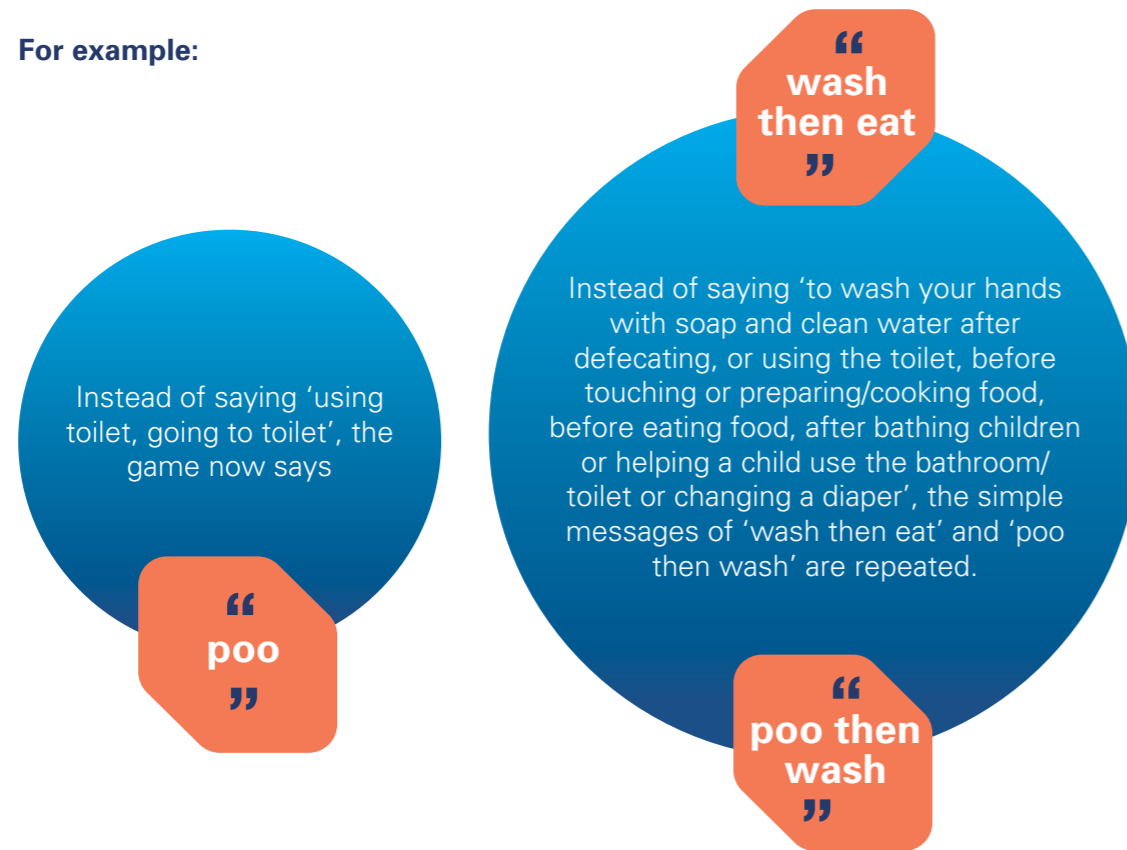 For example:
Instead of saying ‘using
toilet, going to toilet’, the
game now says
“
poo
”
“
wash
then eat
”
Instead of saying ‘to wash your hands
with soap and clean water after
defecating, or using the toilet, before
touching or preparing/cooking food,
before eating food, after bathing children
or helping a child use the bathroom/
toilet or changing a diaper’, the simple
messages of ‘wash then eat’ and ‘poo
then wash’ are repeated.
“
poo then
wash
”